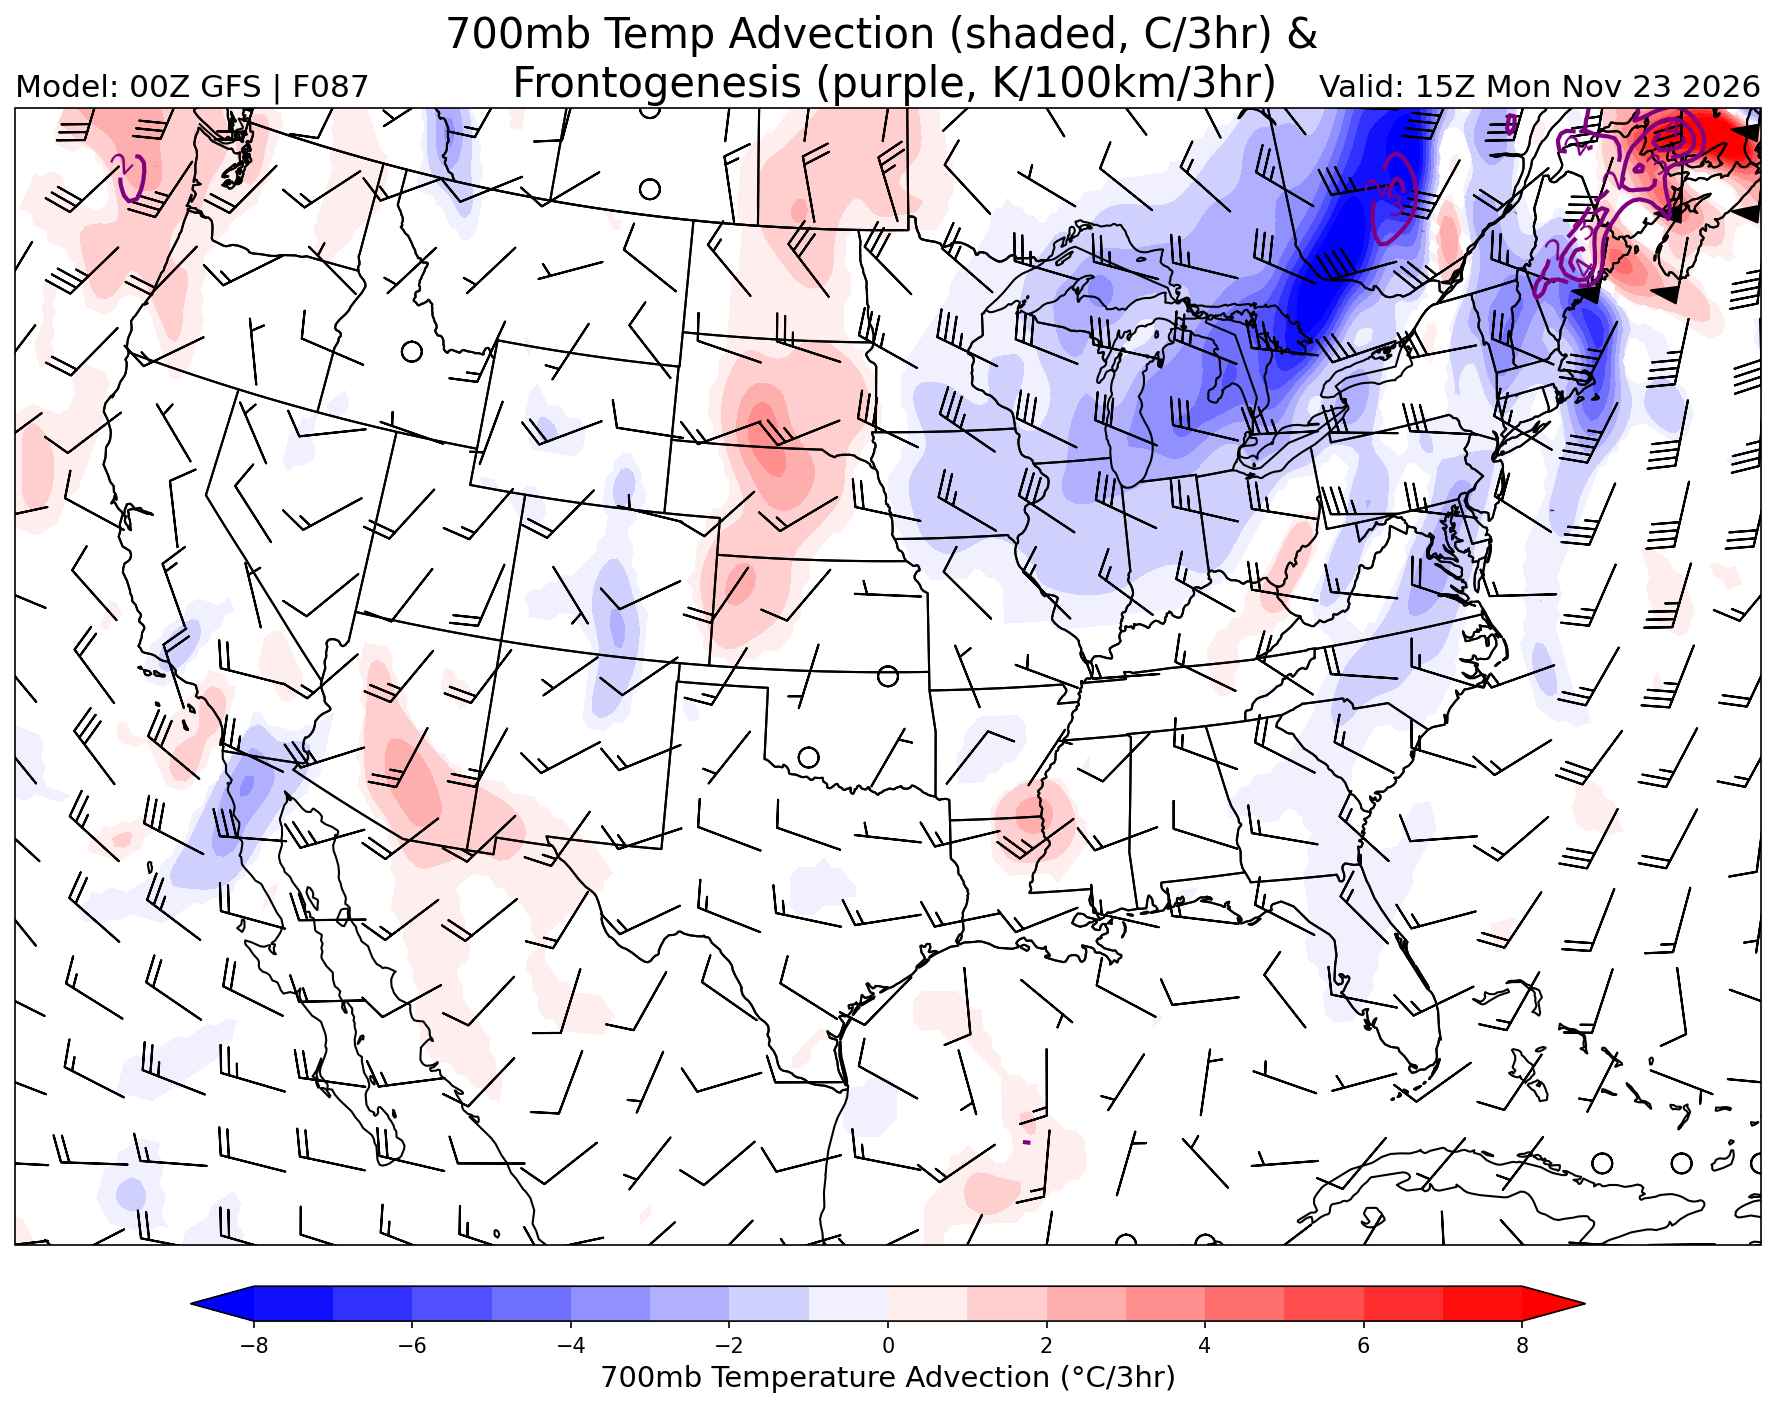 700mb Temp Advection (shaded, C/3hr) &
Model: 00Z GFS | F087
Frontogenesis (purple, K/100km/3hr)
Valid: 15Z Mon Nov 23 2026
−8 −6 −4 −2 0 2 4 6 8
700mb Temperature Advection (°C/3hr)